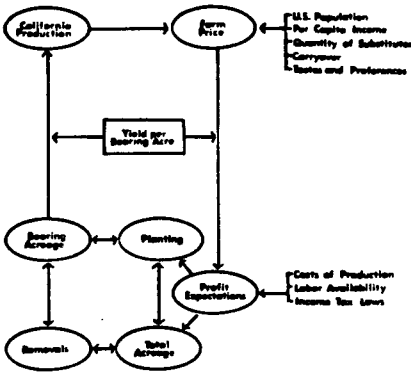 California
Production
Farm
Price
U.S. Population
Per Capita Income
Quantity of Substitutes
Carryover
Tastes and Preferences
Yield per
Bearing Acre
Bearing
Acreage
Planting
Profit
Expectations
Costs of Production
Labor Availability
Income Tax Laws
Removals
Total
Acreage